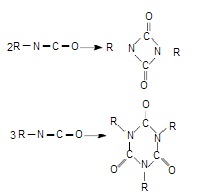 O
2R-N-C-O→R N N R
C
C
O
O
C
R N N R
3R-N-C-O→
O C N C O
R